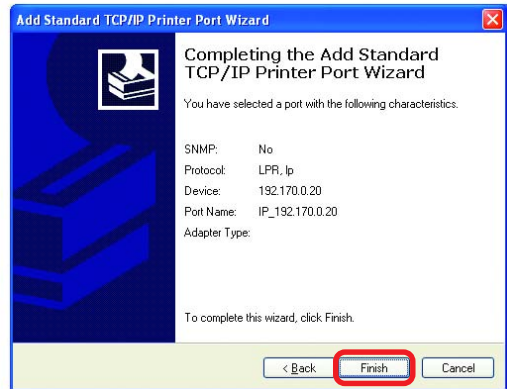 Add Standard TCP/IP Printer Port Wizard
Completing the Add Standard
TCP/IP Printer Port Wizard
You have selected a port with the following characteristics.
SNMP: No
Protocol: LPR, lp
Device: 192.170.0.20
Port Name: IP_192.170.0.20
Adapter Type:
To complete this wizard, click Finish.
< Back Finish Cancel